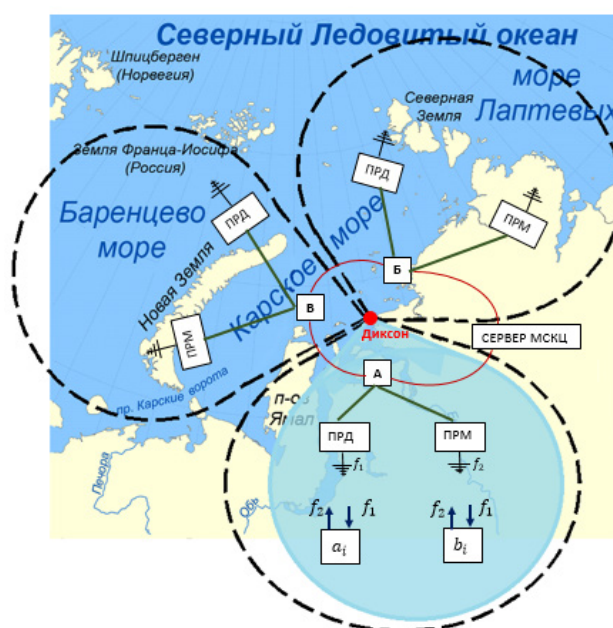 Северный Ледовитый океан
Шпицберген
(Норвегия)
море
Лаптевых
Северная
Земля
Земля Франца-Иосифа
(Россия)
ПРД
ПРД
ПРМ
Баренцево
море
Новая Земля
Карское море
Б
В
ПРМ
Диксон
СЕРВЕР МСКЦ
А
пр. Карские ворота
п-ов
Ямал
ПРД
ПРМ
f₁
f₂
Печора
Обь
f₂ f₁
f₂ f₁
aᵢ
bᵢ